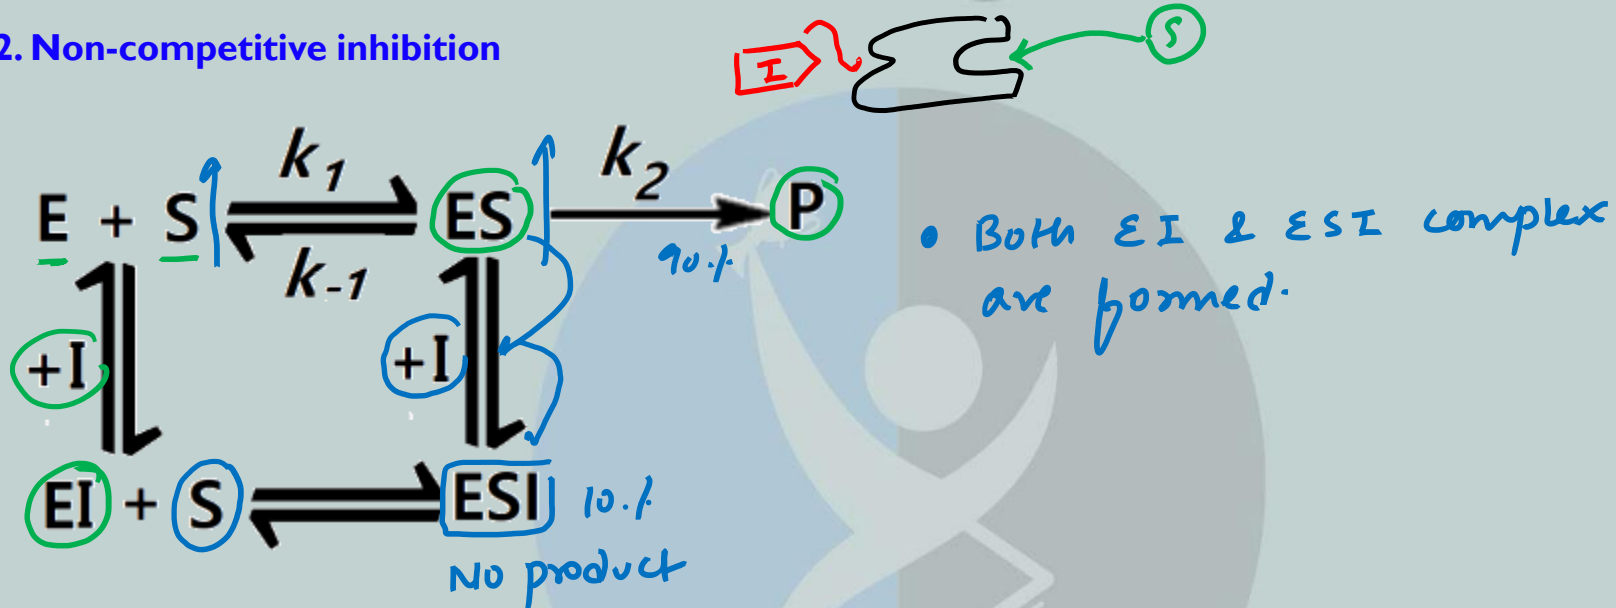 2. Non-competitive inhibition
I
S
k1
k2
E + S
ES
P
k-1
90%
• Both EI & ESI complex
are formed.
+I
+I
EI + S
ESI
10%
No product